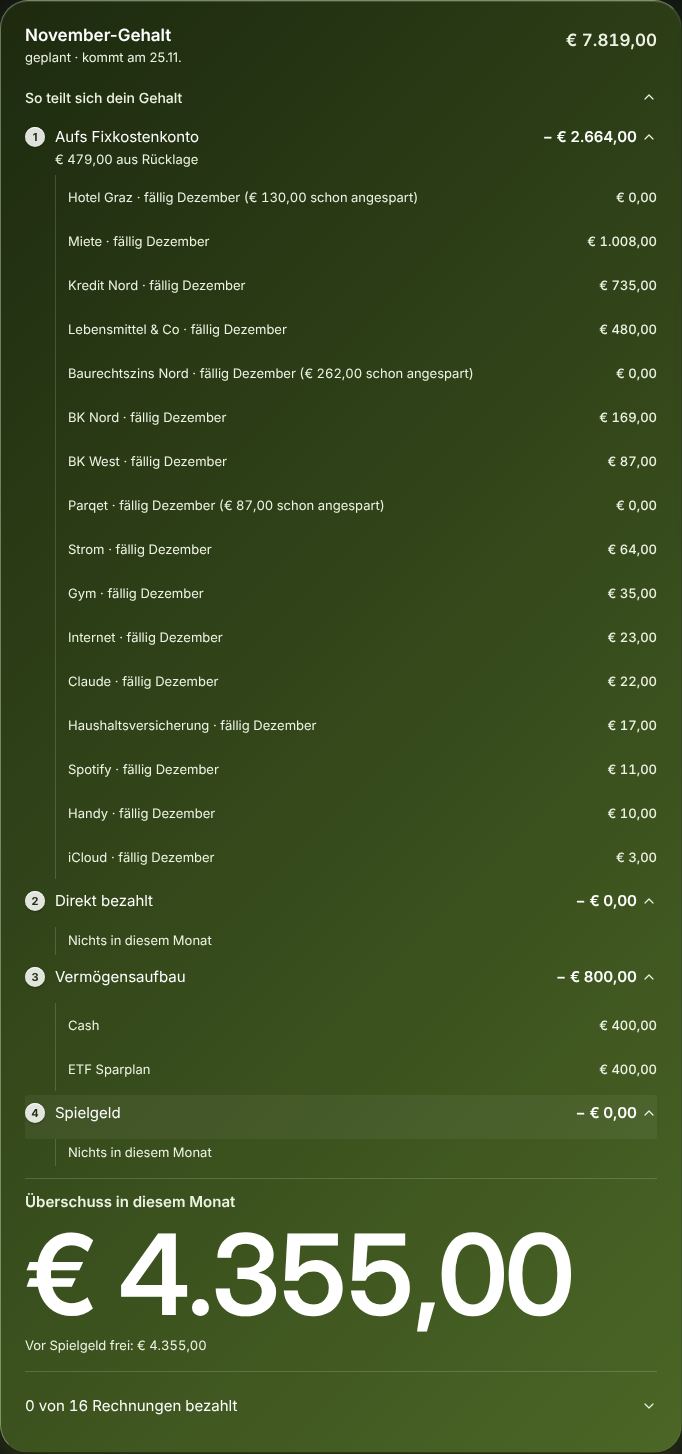 November-Gehalt
€ 7.819,00
geplant · kommt am 25.11.
So teilt sich dein Gehalt
1 Aufs Fixkostenkonto – € 2.664,00
€ 479,00 aus Rücklage
Hotel Graz · fällig Dezember (€ 130,00 schon angespart) € 0,00
Miete · fällig Dezember € 1.008,00
Kredit Nord · fällig Dezember € 735,00
Lebensmittel & Co · fällig Dezember € 480,00
Baurechtszins Nord · fällig Dezember (€ 262,00 schon angespart) € 0,00
BK Nord · fällig Dezember € 169,00
BK West · fällig Dezember € 87,00
Parqet · fällig Dezember (€ 87,00 schon angespart) € 0,00
Strom · fällig Dezember € 64,00
Gym · fällig Dezember € 35,00
Internet · fällig Dezember € 23,00
Claude · fällig Dezember € 22,00
Haushaltsversicherung · fällig Dezember € 17,00
Spotify · fällig Dezember € 11,00
Handy · fällig Dezember € 10,00
iCloud · fällig Dezember € 3,00
2 Direkt bezahlt – € 0,00
Nichts in diesem Monat
3 Vermögensaufbau – € 800,00
Cash € 400,00
ETF Sparplan € 400,00
4 Spielgeld – € 0,00
Nichts in diesem Monat
Überschuss in diesem Monat
€ 4.355,00
Vor Spielgeld frei: € 4.355,00
0 von 16 Rechnungen bezahlt